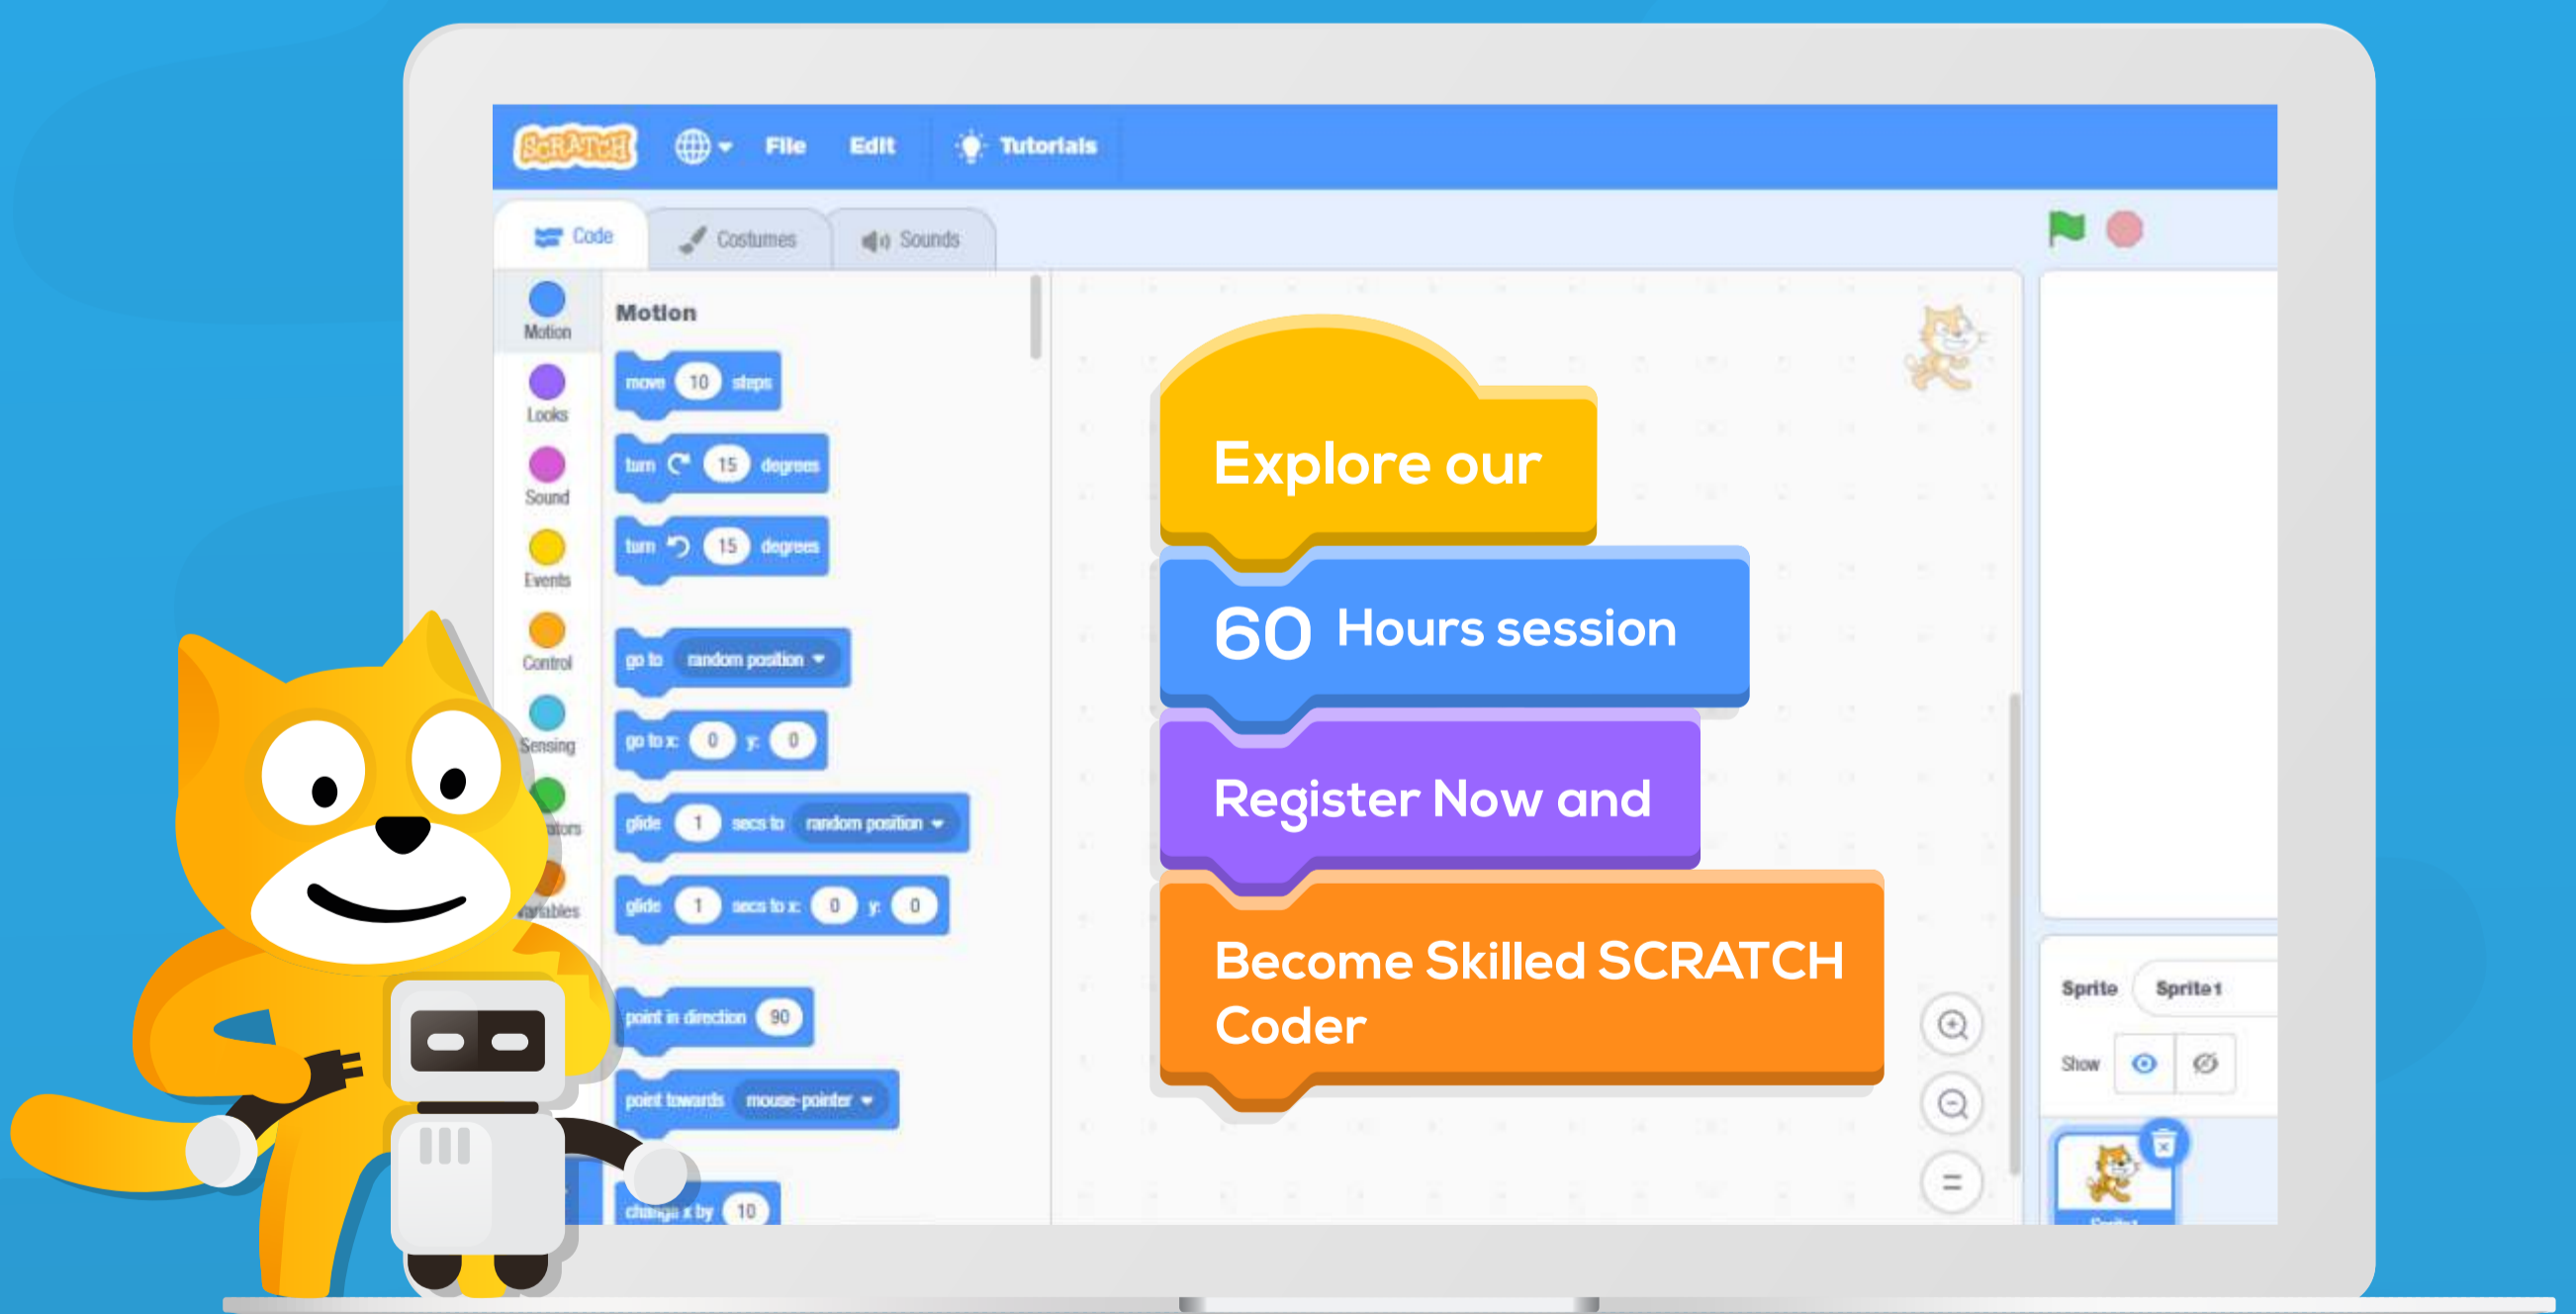 SCRATCH File Edit Tutorials
Code Costumes Sounds
Motion
Looks
Sound
Events
Control
Sensing
Motion
move 10 steps
turn 15 degrees
turn 15 degrees
go to random position
go to x: 0 y: 0
glide 1 secs to random position
glide 1 secs to x: 0 y: 0
point in direction 90
point towards mouse-pointer
change x by 10
Explore our
60 Hours session
Register Now and
Become Skilled SCRATCH
Coder
Sprite Sprite1
Show